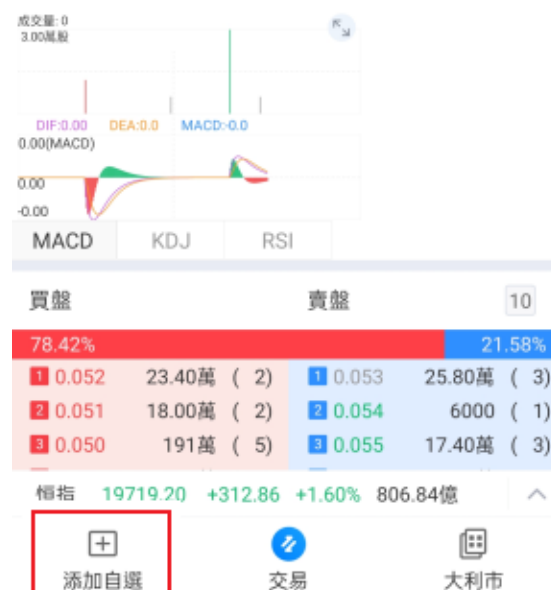 成交量: 0
3.00萬股
DIF:0.00 DEA:0.0 MACD:-0.0
0.00(MACD)
0.00
-0.00
MACD KDJ RSI
買盤 賣盤 10
78.42% 21.58%
1 0.052 23.40萬 ( 2) 1 0.053 25.80萬 ( 3)
2 0.051 18.00萬 ( 2) 2 0.054 6000 ( 1)
3 0.050 191萬 ( 5) 3 0.055 17.40萬 ( 3)
恒指 19719.20 +312.86 +1.60% 806.84億
添加自選 交易 大利市